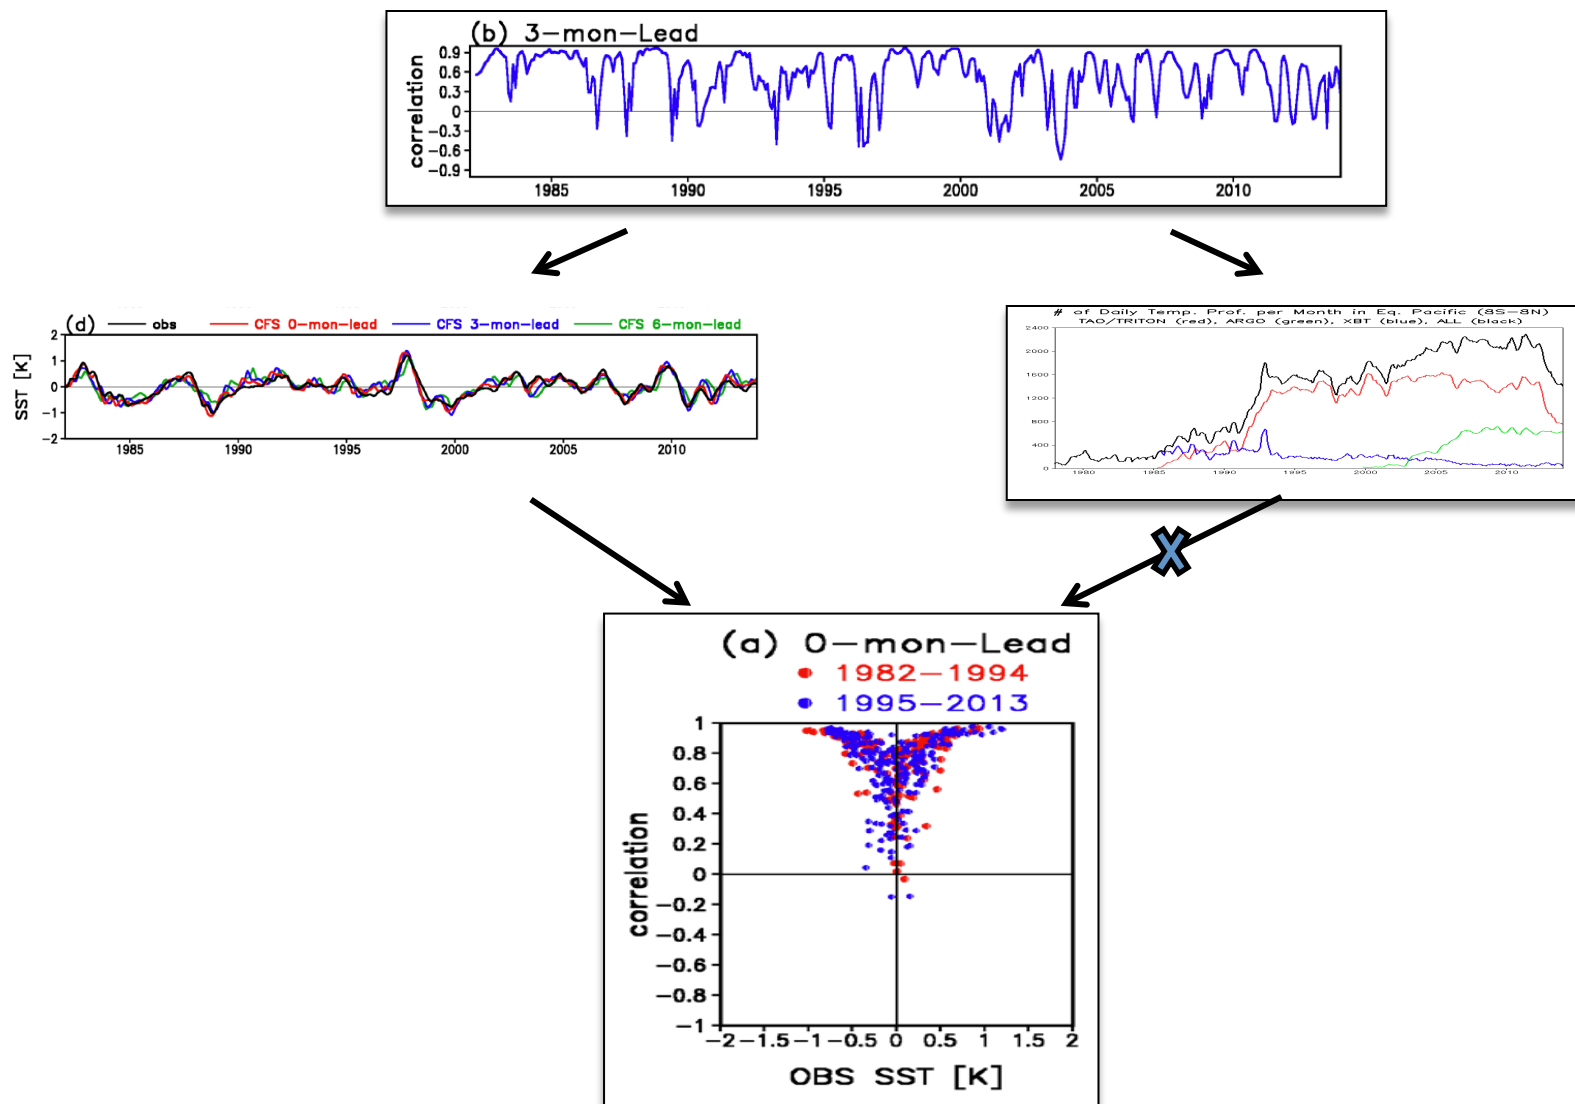 (b) 3-mon-Lead
correlation
0.9
0.6
0.3
0
-0.3
-0.6
-0.9
1985 1990 1995 2000 2005 2010
(d) obs CFS 0-mon-lead CFS 3-mon-lead CFS 6-mon-lead
SST [K]
2
1
0
-1
-2
1985 1990 1995 2000 2005 2010
# of Daily Temp. Prof. per Month in Eq. Pacific (8S-8N)
TAO/TRITON (red), ARGO (green), XBT (blue), ALL (black)
2400
2000
1600
1200
800
400
0
1980 1985 1990 1995 2000 2005 2010
X
(a) 0-mon-Lead
1982-1994
1995-2013
correlation
1
0.8
0.6
0.4
0.2
0
-0.2
-0.4
-0.6
-0.8
-1
-2 -1.5 -1 -0.5 0 0.5 1 1.5 2
OBS SST [K]